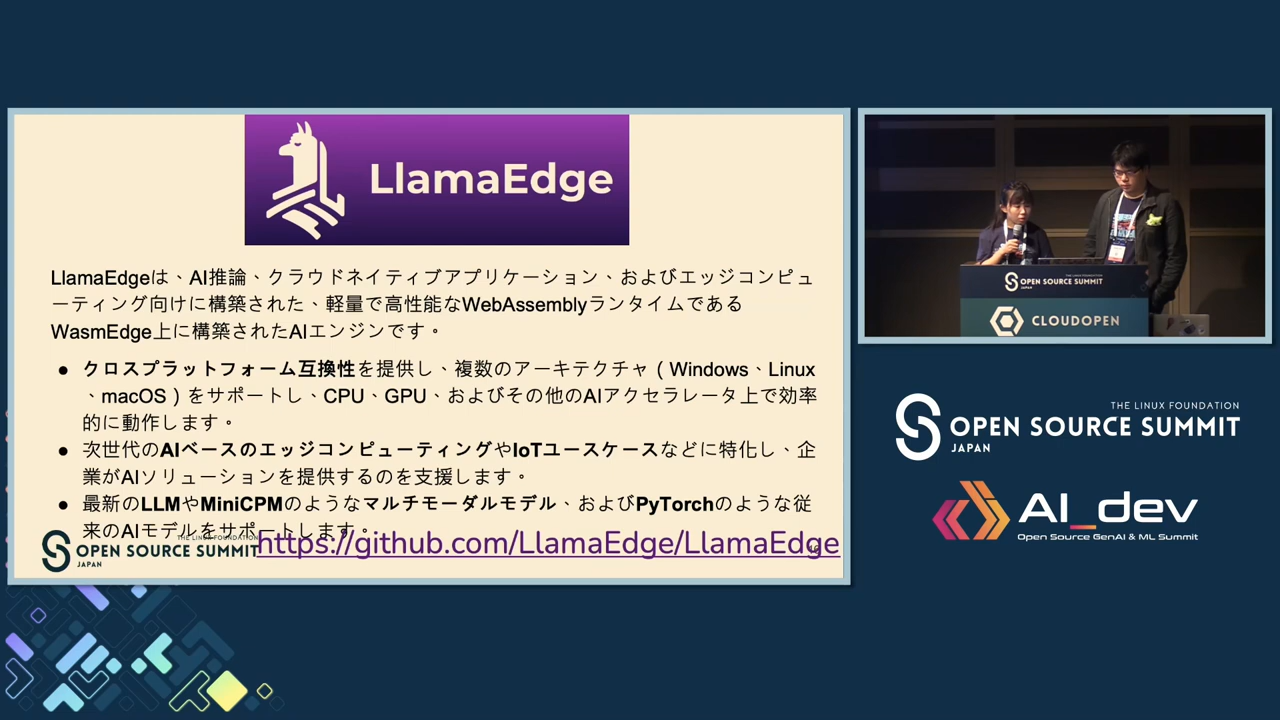 LlamaEdge
LlamaEdgeは、AI推論、クラウドネイティブアプリケーション、およびエッジコンピュ
ーティング向けに構築された、軽量で高性能なWebAssemblyランタイムである
WasmEdge上に構築されたAIエンジンです。
● クロスプラットフォーム互換性を提供し、複数のアーキテクチャ（Windows、Linux
、macOS）をサポートし、CPU、GPU、およびその他のAIアクセラレータ上で効率
的に動作します。
● 次世代のAIベースのエッジコンピューティングやIoTユースケースなどに特化し、企
業がAIソリューションを提供するのを支援します。
● 最新のLLMやMiniCPMのようなマルチモーダルモデル、およびPyTorchのような従
来のAIモデルをサポートします。
THE LINUX FOUNDATION
OPEN SOURCE SUMMIT
JAPAN
https://github.com/LlamaEdge/LlamaEdge
OPEN SOURCE SUMMIT
JAPAN
CLOUDOPEN
THE LINUX FOUNDATION
OPEN SOURCE SUMMIT
JAPAN
AI_dev
Open Source GenAI & ML Summit